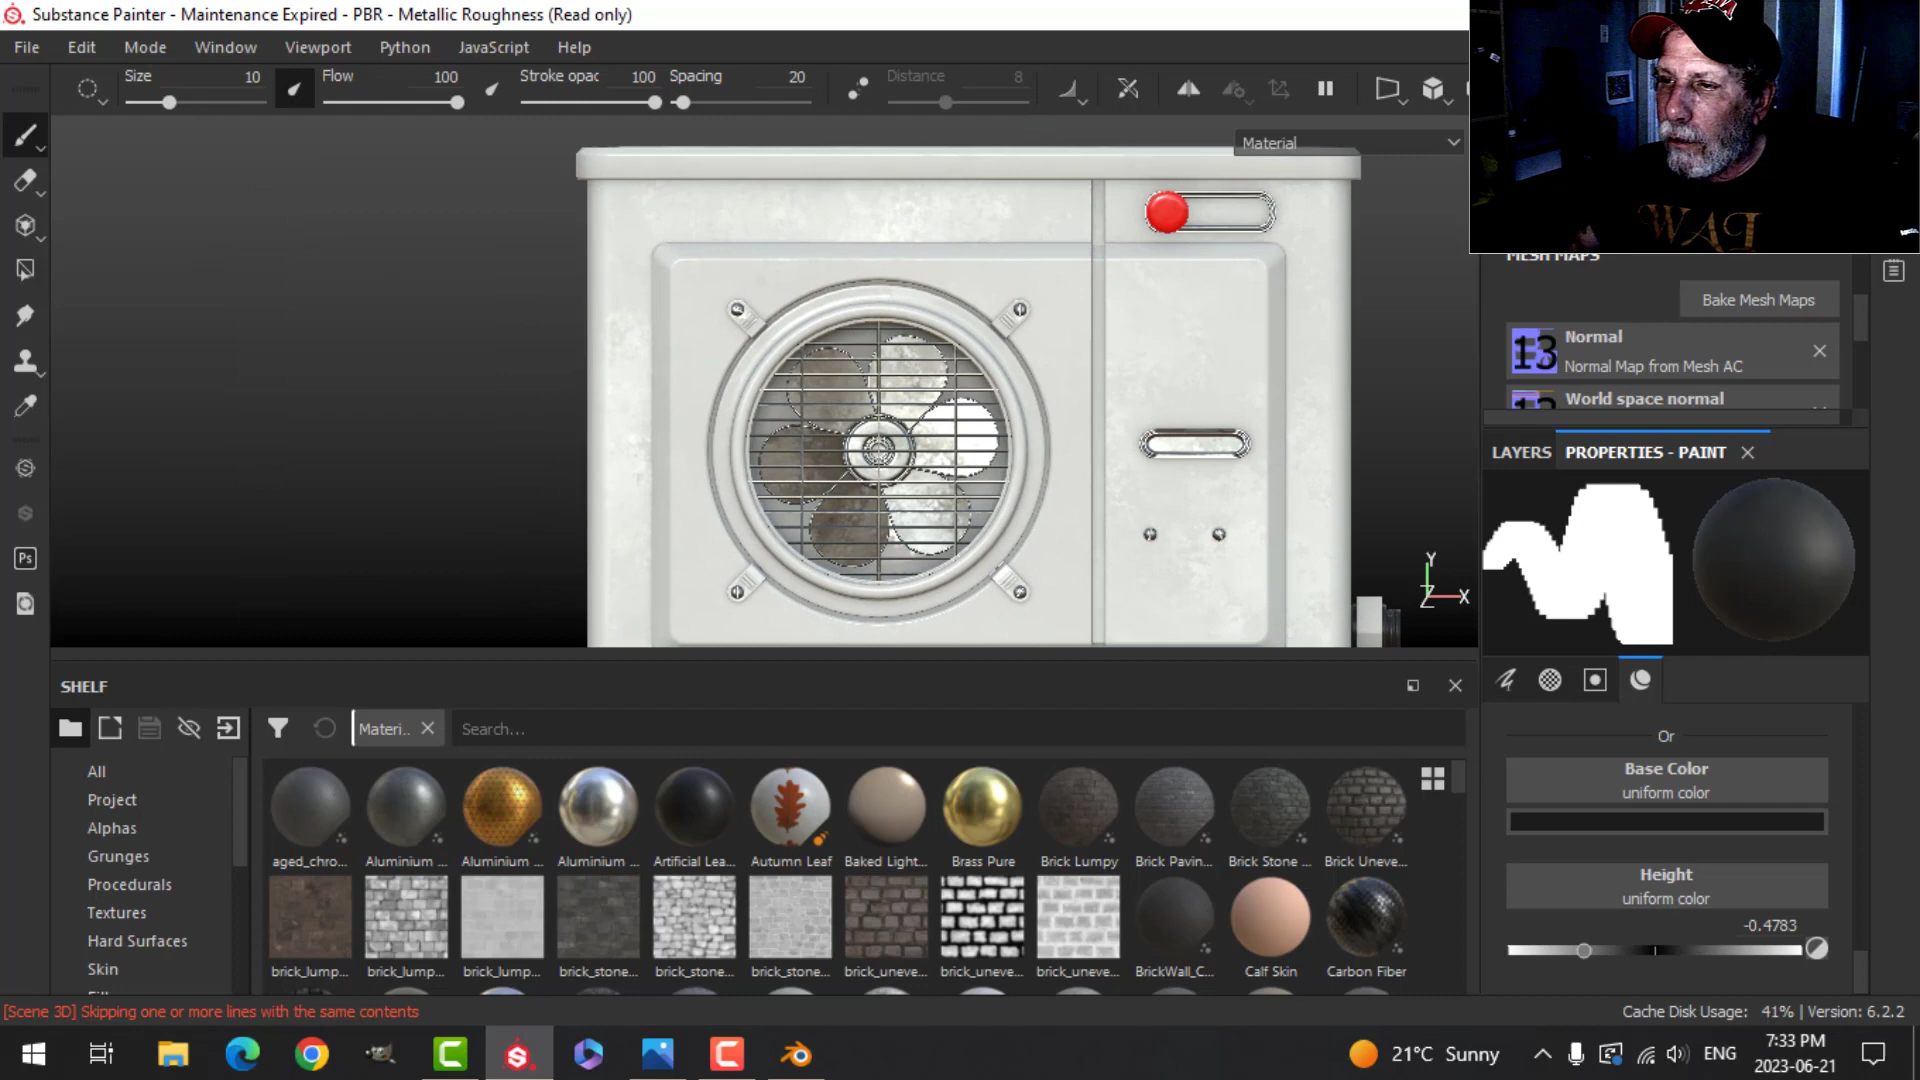 Substance Painter - Maintenance Expired - PBR - Metallic Roughness (Read only)
File Edit Mode Window Viewport Python JavaScript Help
Size 10 Flow 100 Stroke opac 100 Spacing 20 Distance 8
Material
MESH MAPS
Bake Mesh Maps
Normal
Normal Map from Mesh AC
World space normal
LAYERS PROPERTIES - PAINT
Y
Z X
Or
Base Color
uniform color
Height
uniform color
-0.4783
SHELF
Materi.. Search...
All
Project
Alphas
Grunges
Procedurals
Textures
Hard Surfaces
Skin
aged_chro... Aluminium ... Aluminium ... Aluminium ... Artificial Lea... Autumn Leaf Baked Light... Brass Pure Brick Lumpy Brick Pavin... Brick Stone ... Brick Uneve...
brick_lump... brick_lump... brick_lump... brick_stone... brick_stone... brick_stone... brick_uneve... brick_uneve... brick_uneve... BrickWall_C... Calf Skin Carbon Fiber
[Scene 3D] Skipping one or more lines with the same contents
Cache Disk Usage: 41% | Version: 6.2.2
21°C Sunny ENG 7:33 PM
2023-06-21